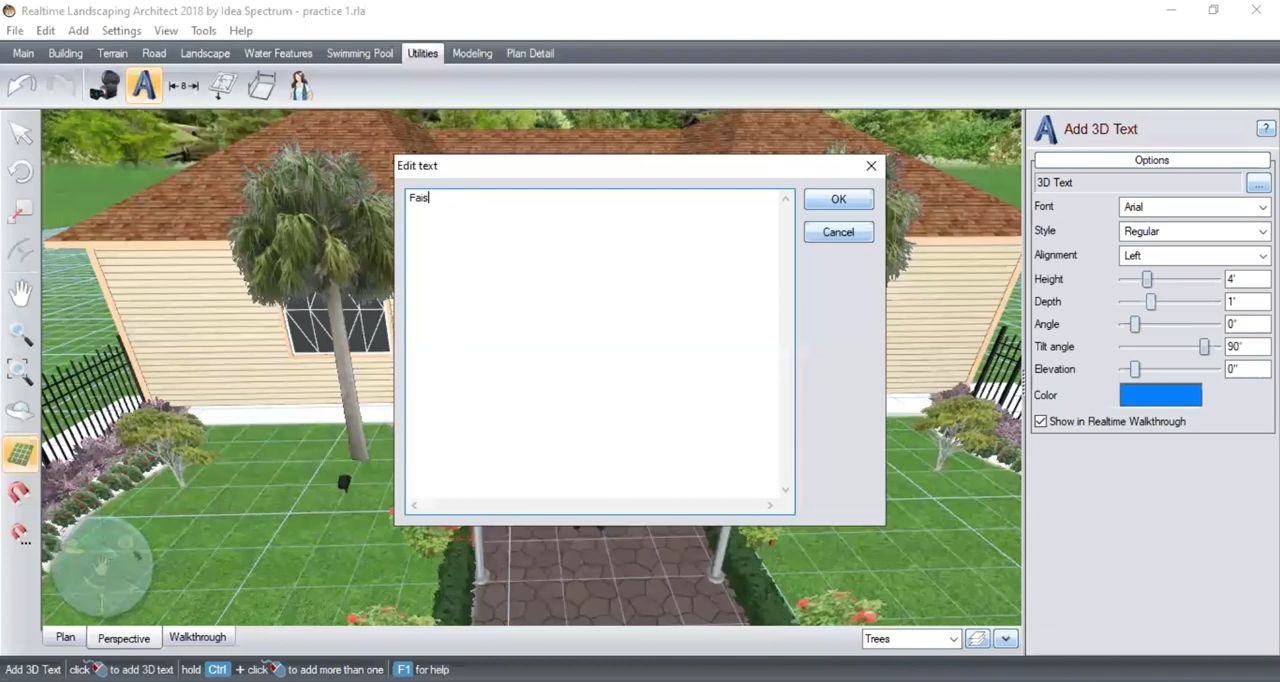 Realtime Landscaping Architect 2018 by Idea Spectrum - practice 1.rla
File Edit Add Settings View Tools Help
Main Building Terrain Road Landscape Water Features Swimming Pool Utilities Modeling Plan Detail
A 8
Edit text
Fais
OK
Cancel
A Add 3D Text ?
Options
3D Text ...
Font Arial
Style Regular
Alignment Left
Height 4'
Depth 1'
Angle 0°
Tilt angle 90°
Elevation 0"
Color
Show in Realtime Walkthrough
Plan Perspective Walkthrough Trees
Add 3D Text click to add 3D text hold Ctrl + click to add more than one F1 for help